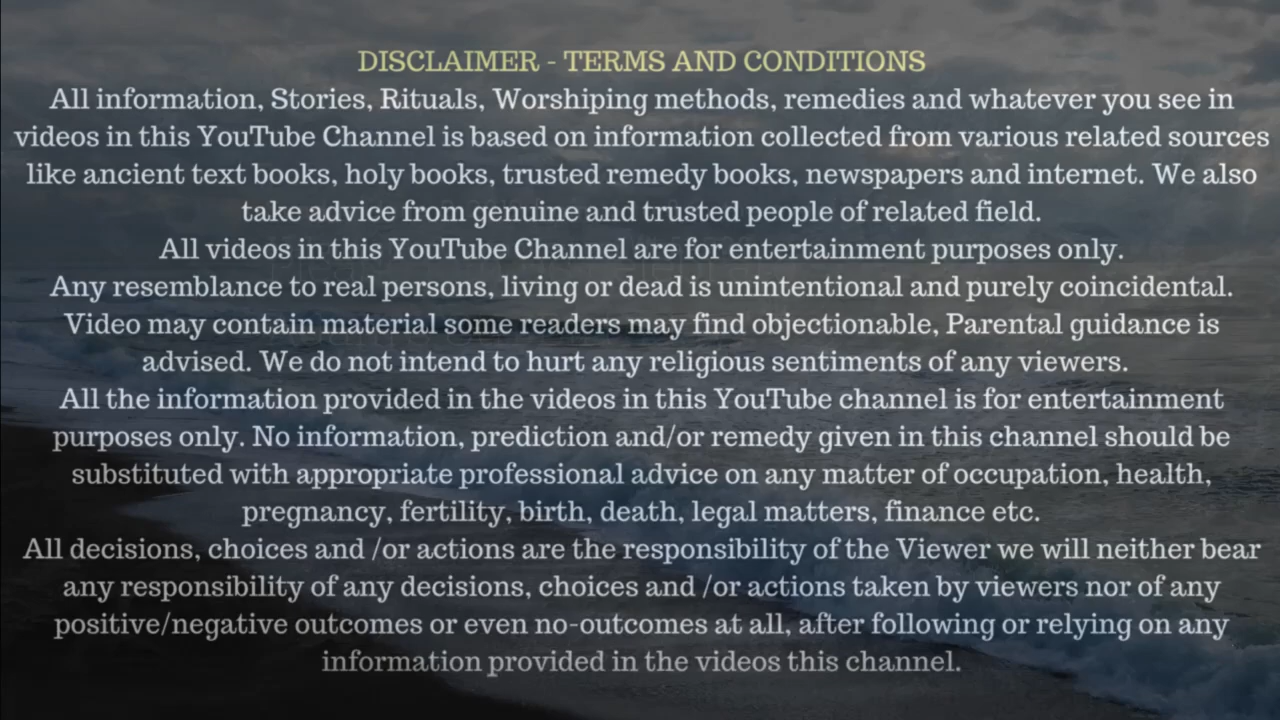 DISCLAIMER - TERMS AND CONDITIONS
All information, Stories, Rituals, Worshiping methods, remedies and whatever you see in
videos in this YouTube Channel is based on information collected from various related sources
like ancient text books, holy books, trusted remedy books, newspapers and internet. We also
take advice from genuine and trusted people of related field.
All videos in this YouTube Channel are for entertainment purposes only.
Any resemblance to real persons, living or dead is unintentional and purely coincidental.
Video may contain material some readers may find objectionable, Parental guidance is
advised. We do not intend to hurt any religious sentiments of any viewers.
All the information provided in the videos in this YouTube channel is for entertainment
purposes only. No information, prediction and/or remedy given in this channel should be
substituted with appropriate professional advice on any matter of occupation, health,
pregnancy, fertility, birth, death, legal matters, finance etc.
All decisions, choices and /or actions are the responsibility of the Viewer we will neither bear
any responsibility of any decisions, choices and /or actions taken by viewers nor of any
positive/negative outcomes or even no-outcomes at all, after following or relying on any
information provided in the videos this channel.